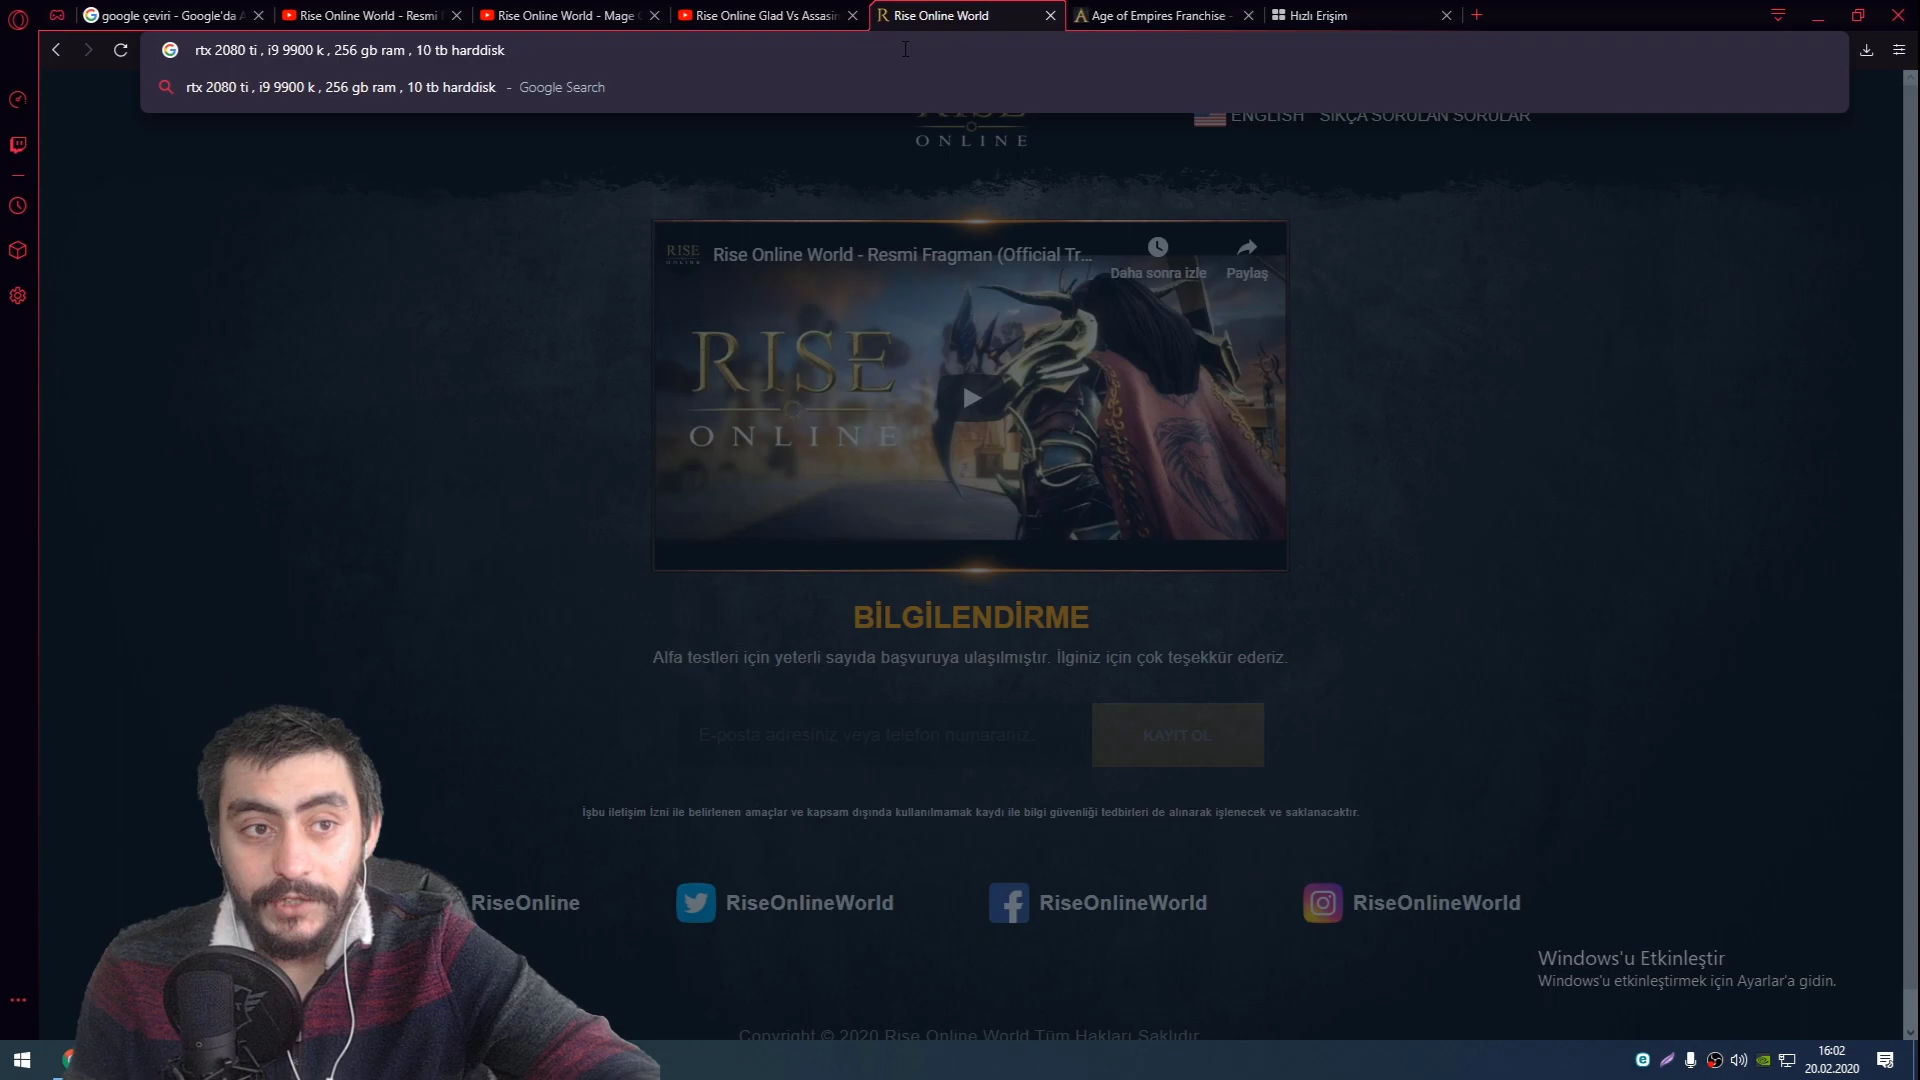 google çeviri - Google'da A
Rise Online World - Resmi F
Rise Online World - Mage
Rise Online Glad Vs Assasin
Rise Online World
Age of Empires Franchise -
Hızlı Erişim
rtx 2080 ti , i9 9900 k , 256 gb ram , 10 tb harddisk
rtx 2080 ti , i9 9900 k , 256 gb ram , 10 tb harddisk - Google Search
RISE
ONLINE
ENGLISH
SIKÇA SORULAN SORULAR
RISE
ONLINE
Rise Online World - Resmi Fragman (Official Tr...
Daha sonra izle
Paylaş
RISE
ONLINE
BİLGİLENDİRME
Alfa testleri için yeterli sayıda başvuruya ulaşılmıştır. İlginiz için çok teşekkür ederiz.
E-posta adresiniz veya telefon numaranız.
KAYIT OL
İşbu iletişim İzni ile belirlenen amaçlar ve kapsam dışında kullanılmamak kaydı ile bilgi güvenliği tedbirleri de alınarak işlenecek ve saklanacaktır.
RiseOnline
RiseOnlineWorld
RiseOnlineWorld
RiseOnlineWorld
Windows'u Etkinleştir
Windows'u etkinleştirmek için Ayarlar'a gidin.
Copyright © 2020 Rise Online World Tüm Hakları Saklıdır
16:02
20.02.2020